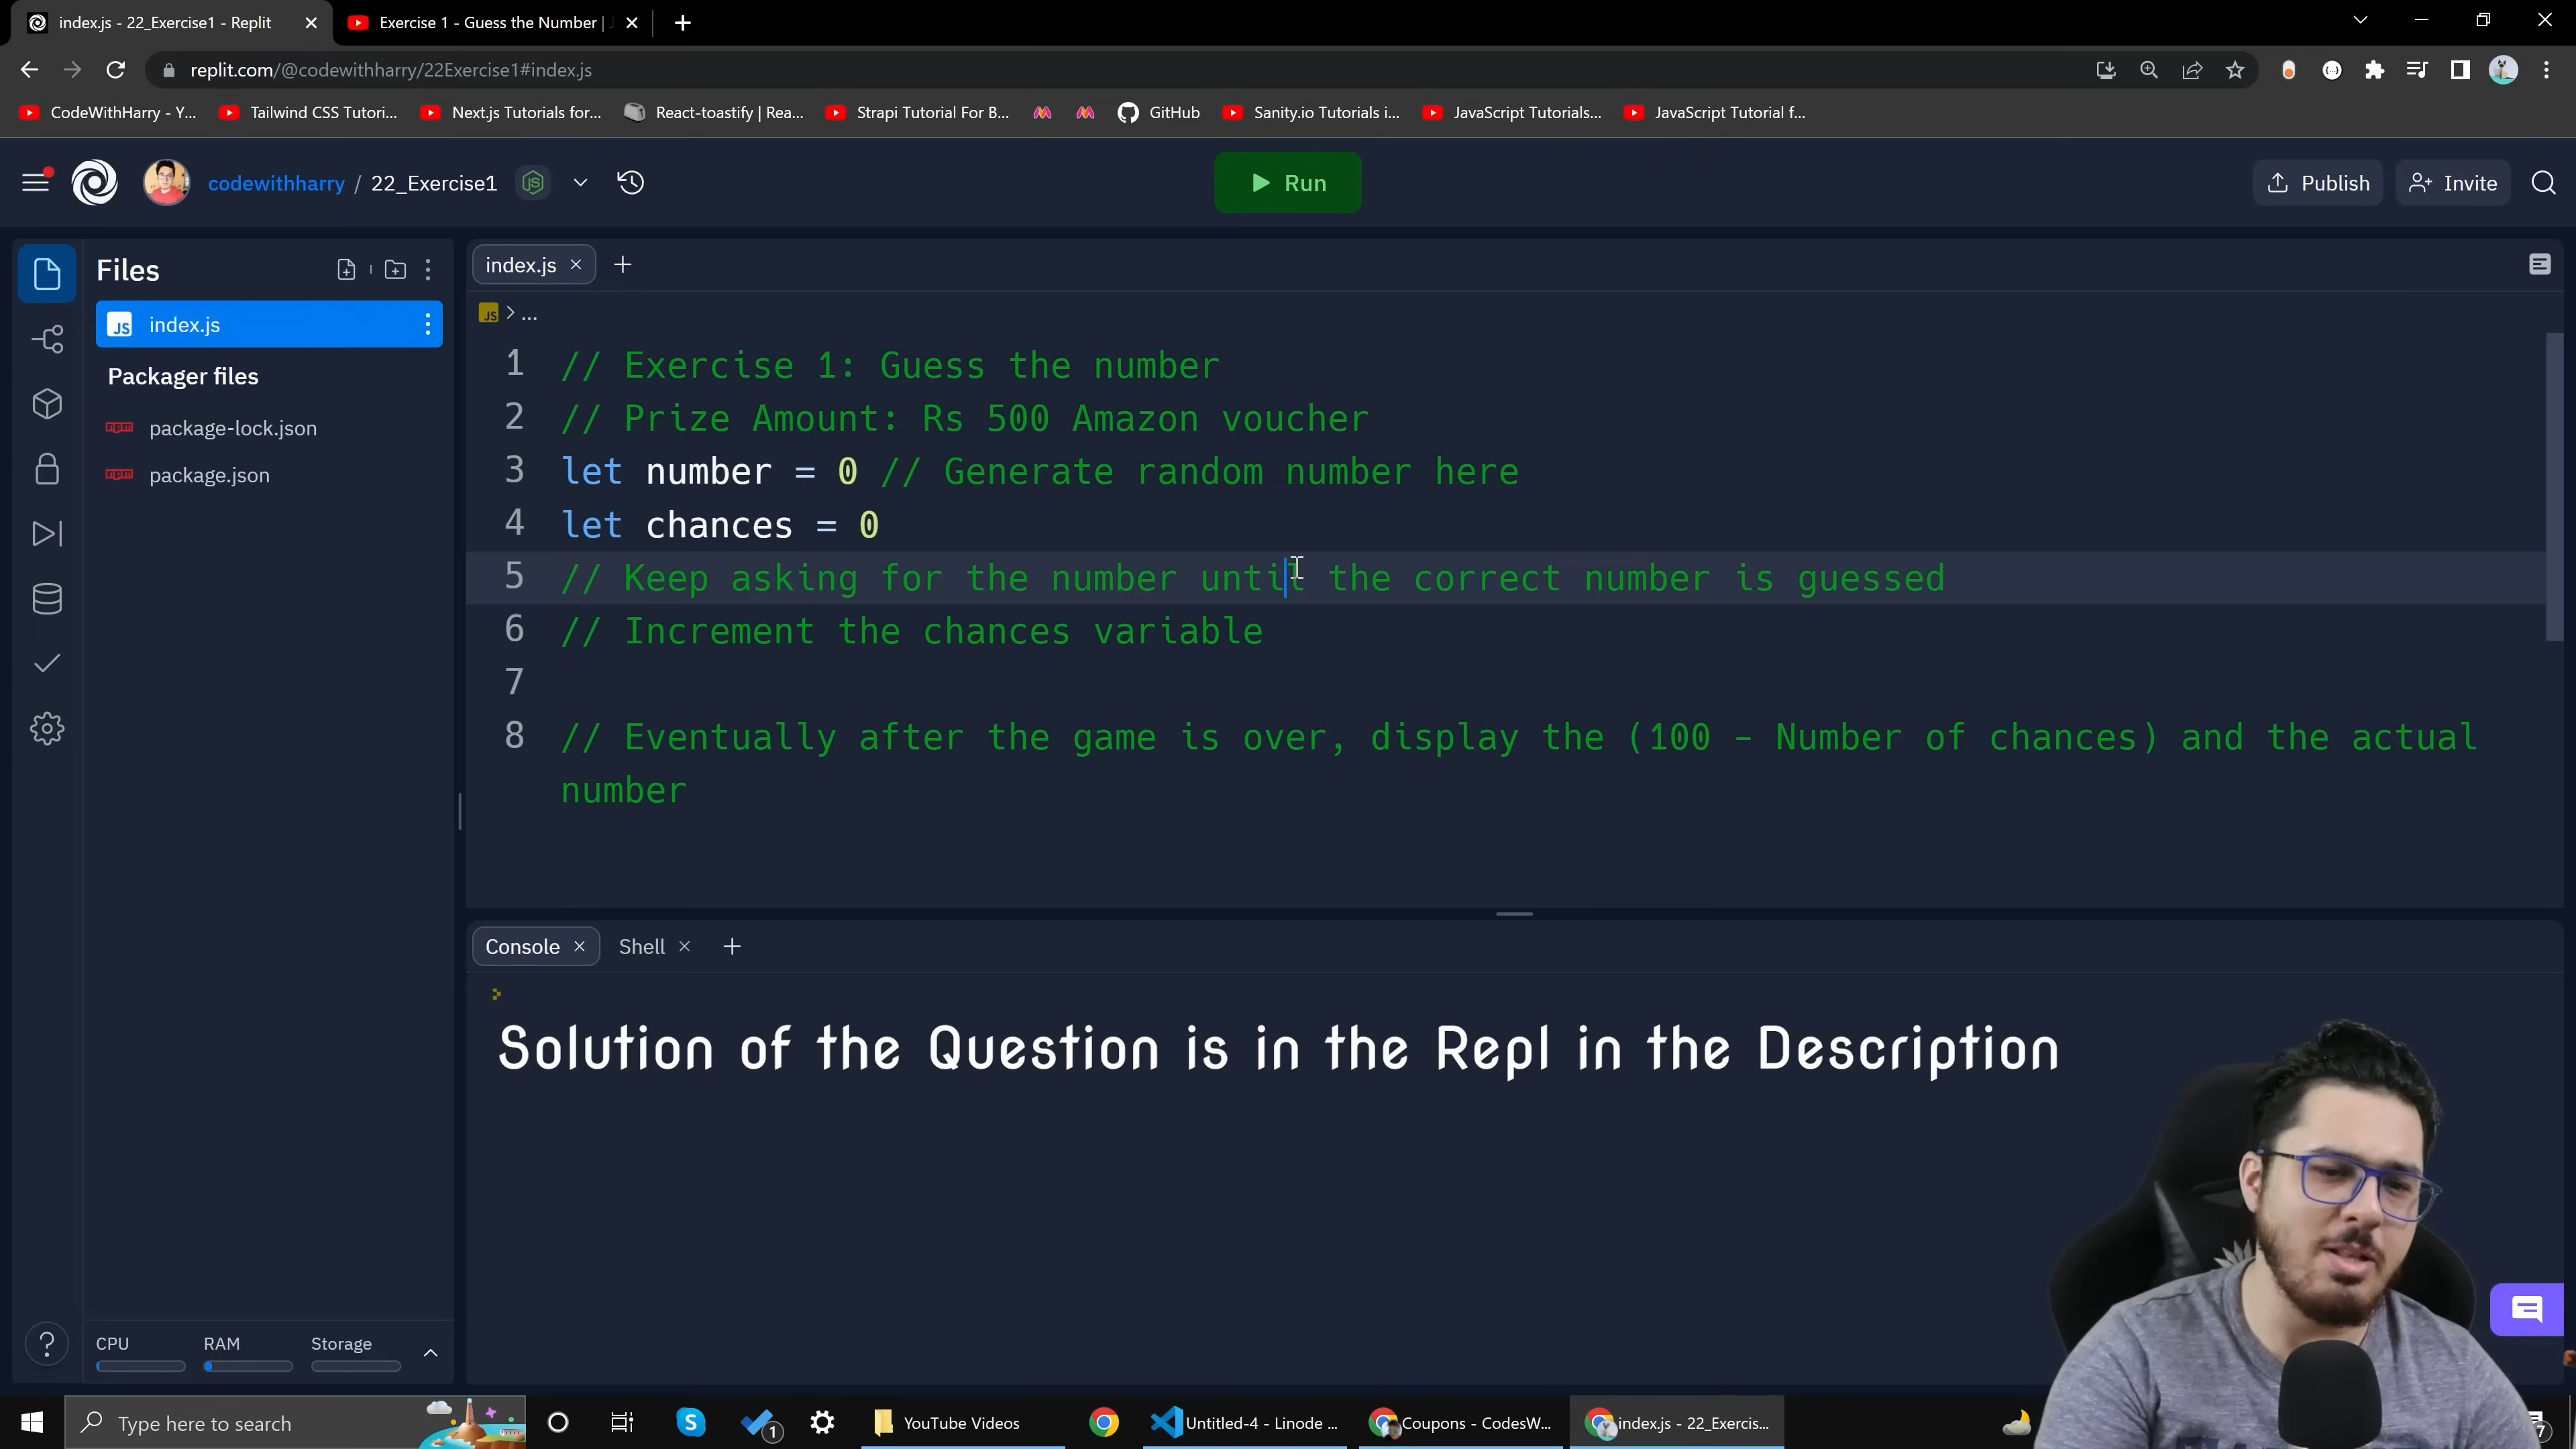 index.js - 22_Exercise1 - Replit
Exercise 1 - Guess the Number |
replit.com/@codewithharry/22Exercise1#index.js
CodeWithHarry - Y...
Tailwind CSS Tutori...
Next.js Tutorials for...
React-toastify | Rea...
Strapi Tutorial For B...
GitHub
Sanity.io Tutorials i...
JavaScript Tutorials...
JavaScript Tutorial f...
codewithharry / 22_Exercise1
Run
Publish
Invite
Files
index.js
JS index.js
Packager files
package-lock.json
package.json
JS > ...
1 // Exercise 1: Guess the number
2 // Prize Amount: Rs 500 Amazon voucher
3 let number = 0 // Generate random number here
4 let chances = 0
5 // Keep asking for the number until the correct number is guessed
6 // Increment the chances variable
7
8 // Eventually after the game is over, display the (100 - Number of chances) and the actual
number
Console
Shell
Solution of the Question is in the Repl in the Description
CPU
RAM
Storage
Type here to search
1
YouTube Videos
Untitled-4 - Linode ...
Coupons - CodesW...
index.js - 22_Exercis...
7